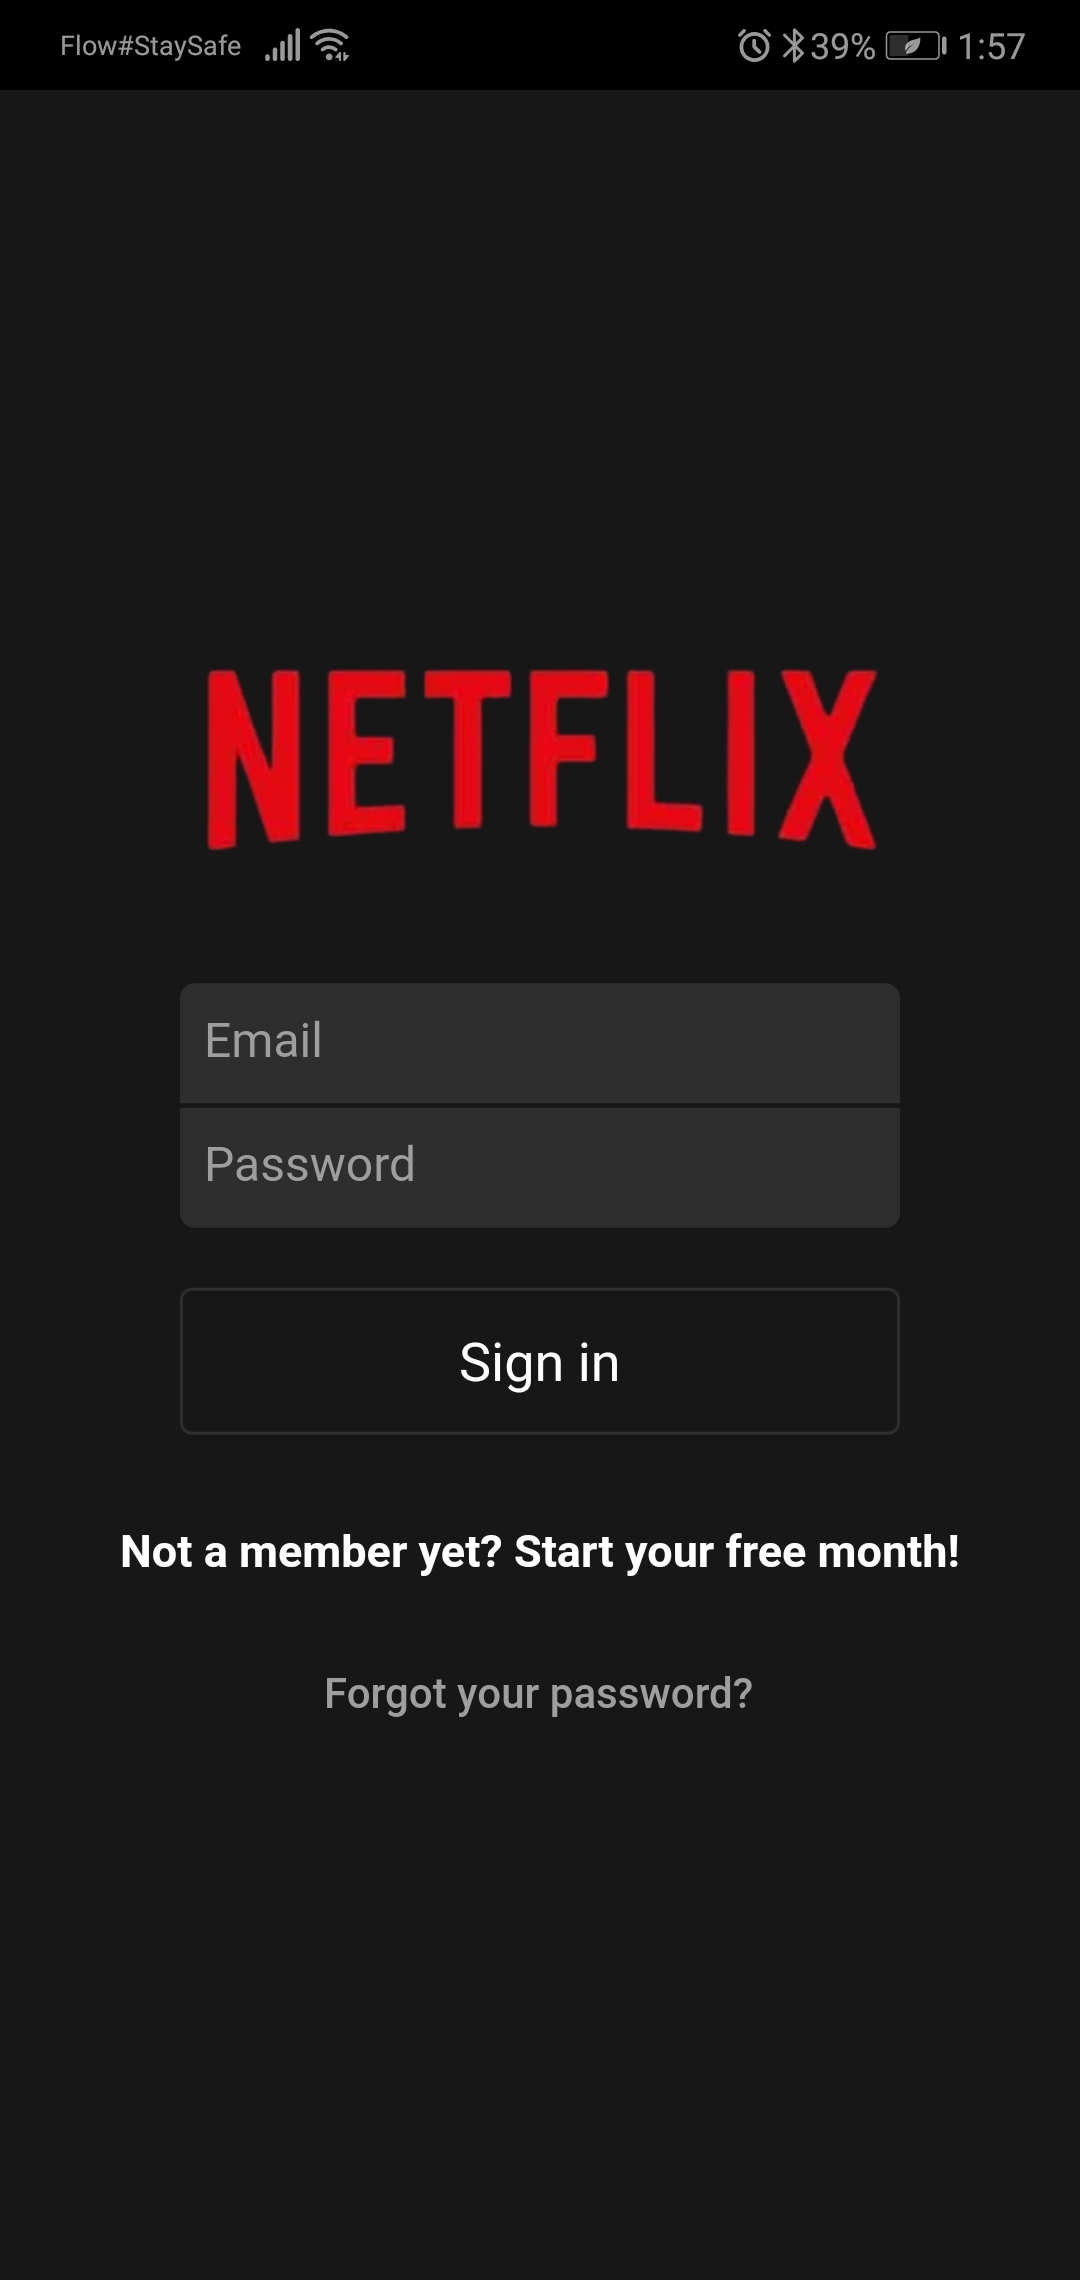 Flow#StaySafe 39% 1:57
NETFLIX
Email
Password
Sign in
Not a member yet? Start your free month!
Forgot your password?